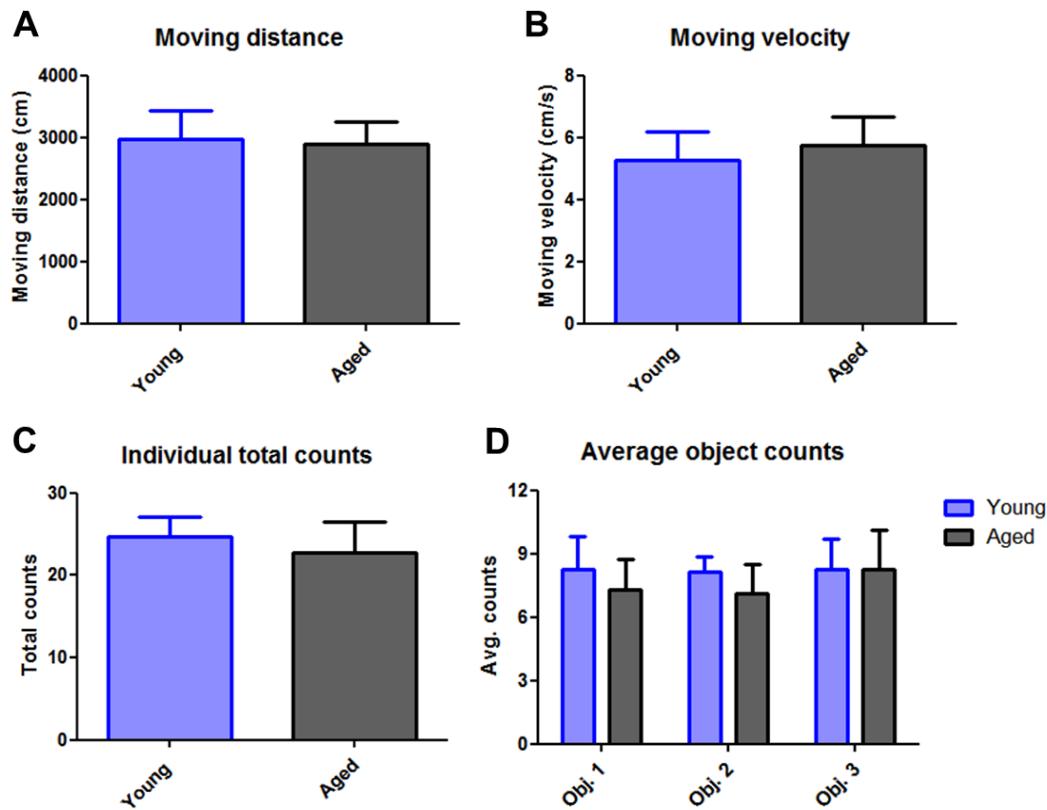 A
Moving distance
Moving distance (cm)
4000
3000
2000
1000
0
Young
Aged
B
Moving velocity
Moving velocity (cm/s)
8
6
4
2
0
Young
Aged
C
Individual total counts
Total counts
30
20
10
0
Young
Aged
D
Average object counts
Avg. counts
12
9
6
3
0
Obj. 1
Obj. 2
Obj. 3
Young
Aged